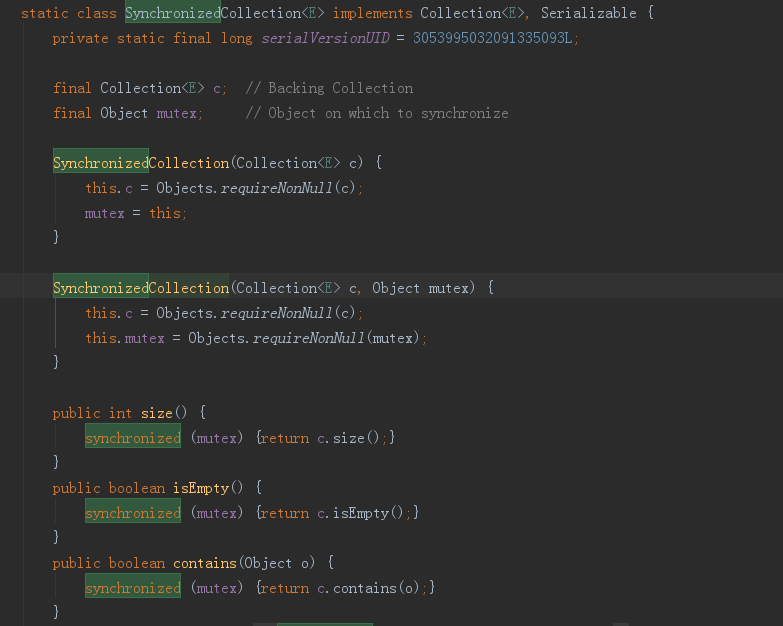 static class SynchronizedCollection<E> implements Collection<E>, Serializable {
private static final long serialVersionUID = 3053995032091335093L;
final Collection<E> c;  // Backing Collection
final Object mutex;     // Object on which to synchronize
SynchronizedCollection(Collection<E> c) {
this.c = Objects.requireNonNull(c);
mutex = this;
}
SynchronizedCollection(Collection<E> c, Object mutex) {
this.c = Objects.requireNonNull(c);
this.mutex = Objects.requireNonNull(mutex);
}
public int size() {
synchronized (mutex) {return c.size();}
}
public boolean isEmpty() {
synchronized (mutex) {return c.isEmpty();}
}
public boolean contains(Object o) {
synchronized (mutex) {return c.contains(o);}
}